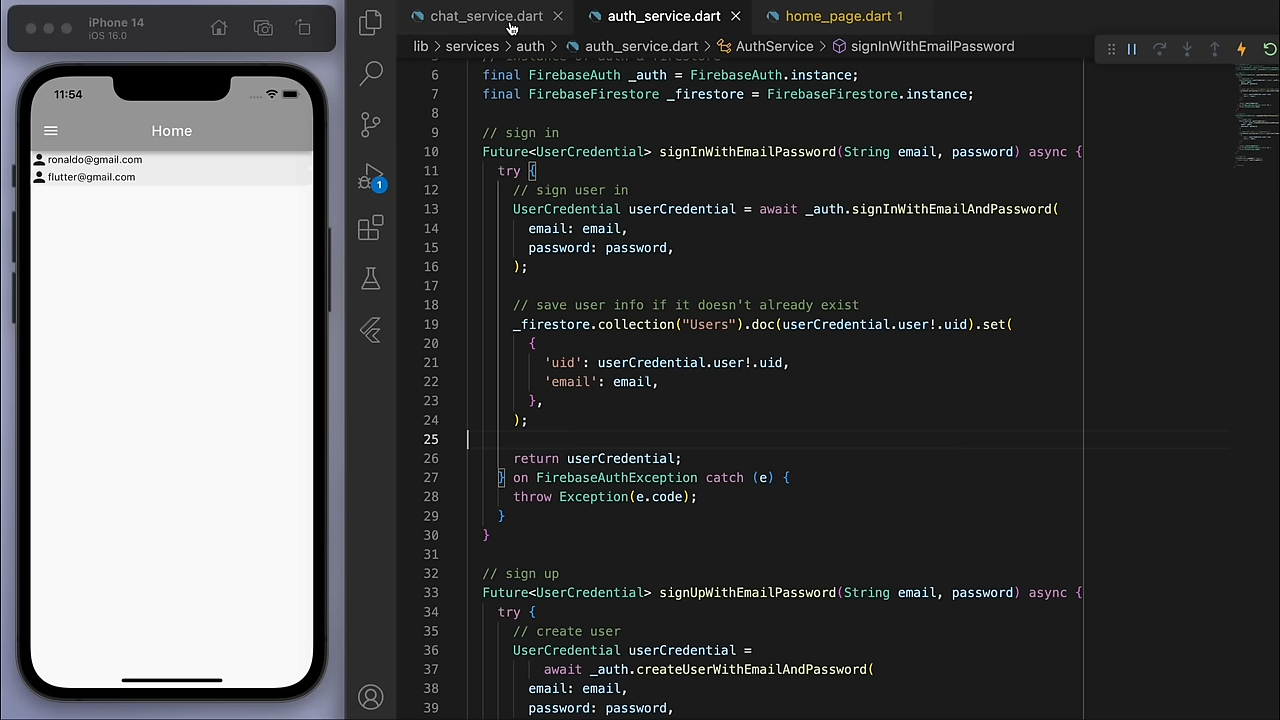 iPhone 14
iOS 16.0
11:54
Home
ronaldo@gmail.com
flutter@gmail.com
1
chat_service.dart
auth_service.dart
home_page.dart 1
lib > services > auth > auth_service.dart > AuthService > signInWithEmailPassword
6 final FirebaseAuth _auth = FirebaseAuth.instance;
7 final FirebaseFirestore _firestore = FirebaseFirestore.instance;
8
9 // sign in
10 Future<UserCredential> signInWithEmailPassword(String email, password) async {
11 try {
12 // sign user in
13 UserCredential userCredential = await _auth.signInWithEmailAndPassword(
14 email: email,
15 password: password,
16 );
17
18 // save user info if it doesn't already exist
19 _firestore.collection("Users").doc(userCredential.user!.uid).set(
20 {
21 'uid': userCredential.user!.uid,
22 'email': email,
23 },
24 );
25
26 return userCredential;
27 } on FirebaseAuthException catch (e) {
28 throw Exception(e.code);
29 }
30 }
31
32 // sign up
33 Future<UserCredential> signUpWithEmailPassword(String email, password) async {
34 try {
35 // create user
36 UserCredential userCredential =
37 await _auth.createUserWithEmailAndPassword(
38 email: email,
39 password: password,